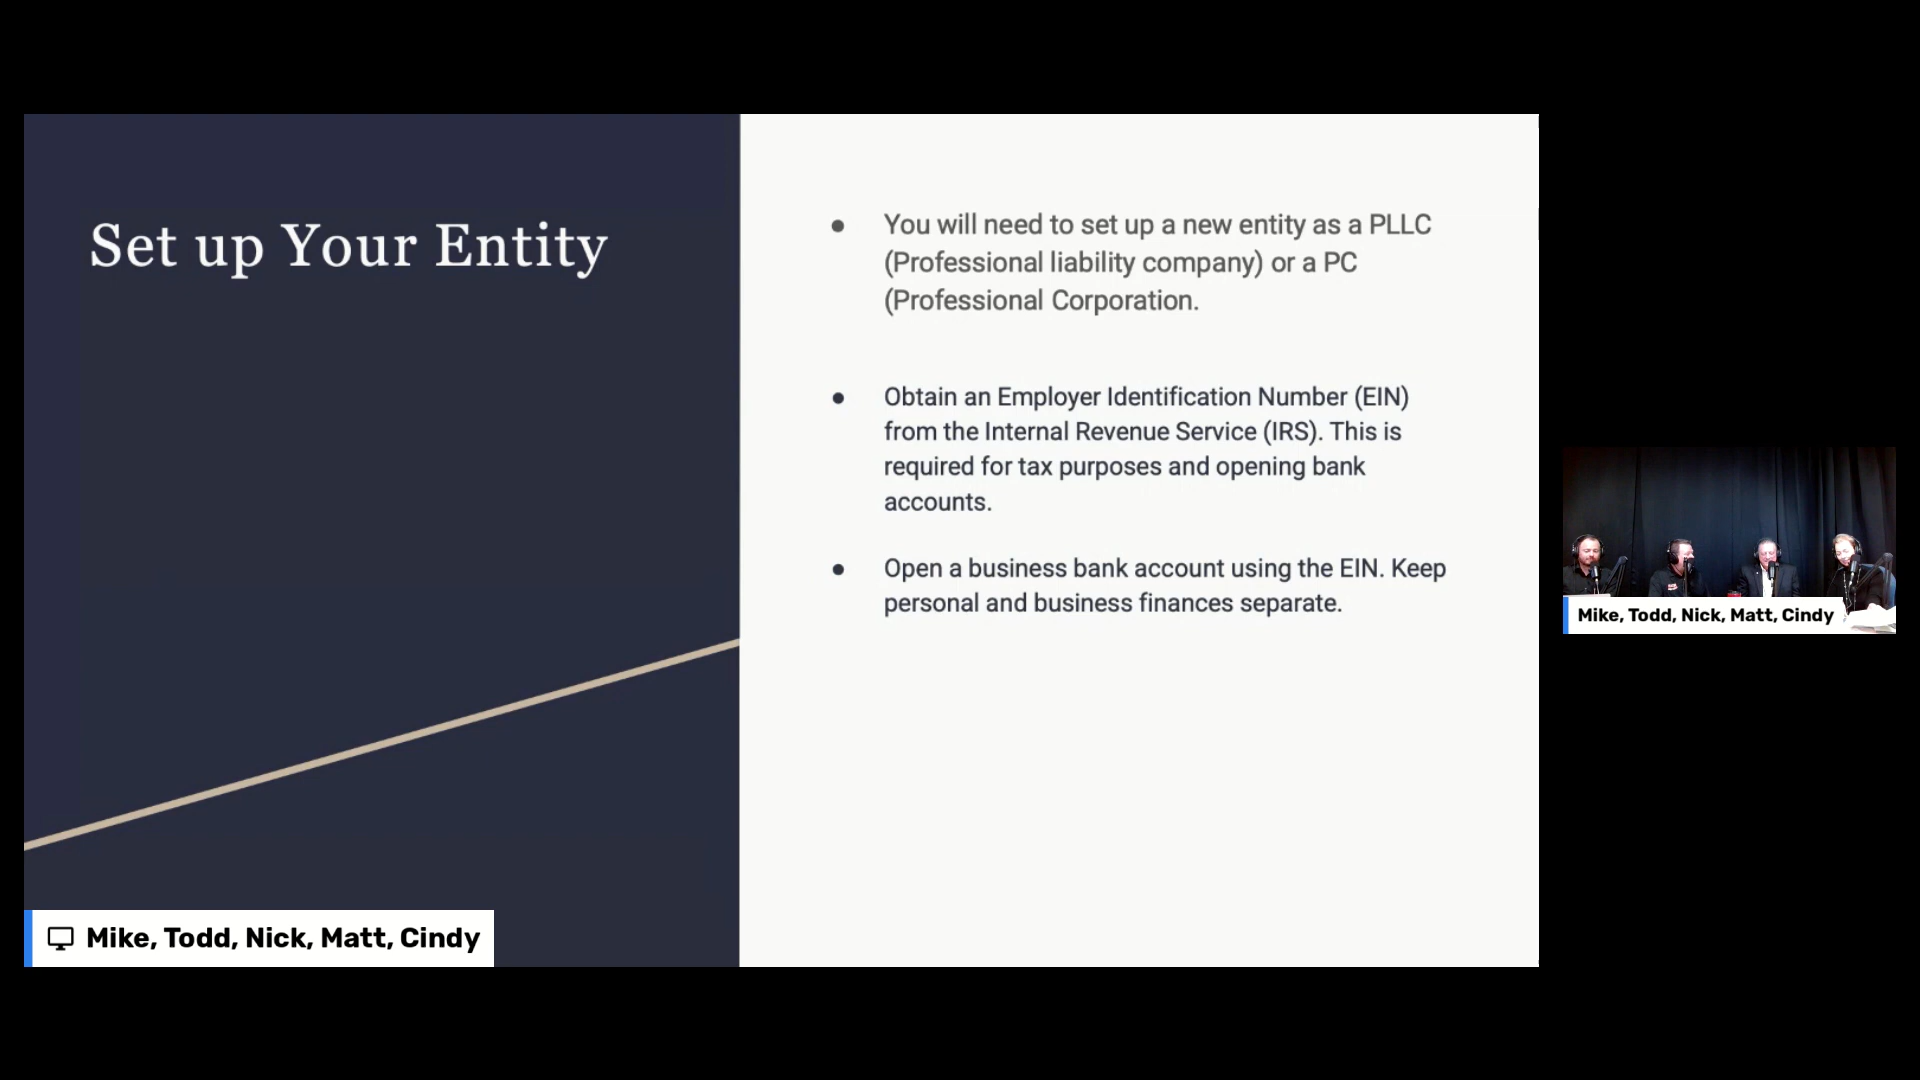 Set up Your Entity
● You will need to set up a new entity as a PLLC
(Professional liability company) or a PC
(Professional Corporation.
● Obtain an Employer Identification Number (EIN)
from the Internal Revenue Service (IRS). This is
required for tax purposes and opening bank
accounts.
● Open a business bank account using the EIN. Keep
personal and business finances separate.
Mike, Todd, Nick, Matt, Cindy
Mike, Todd, Nick, Matt, Cindy